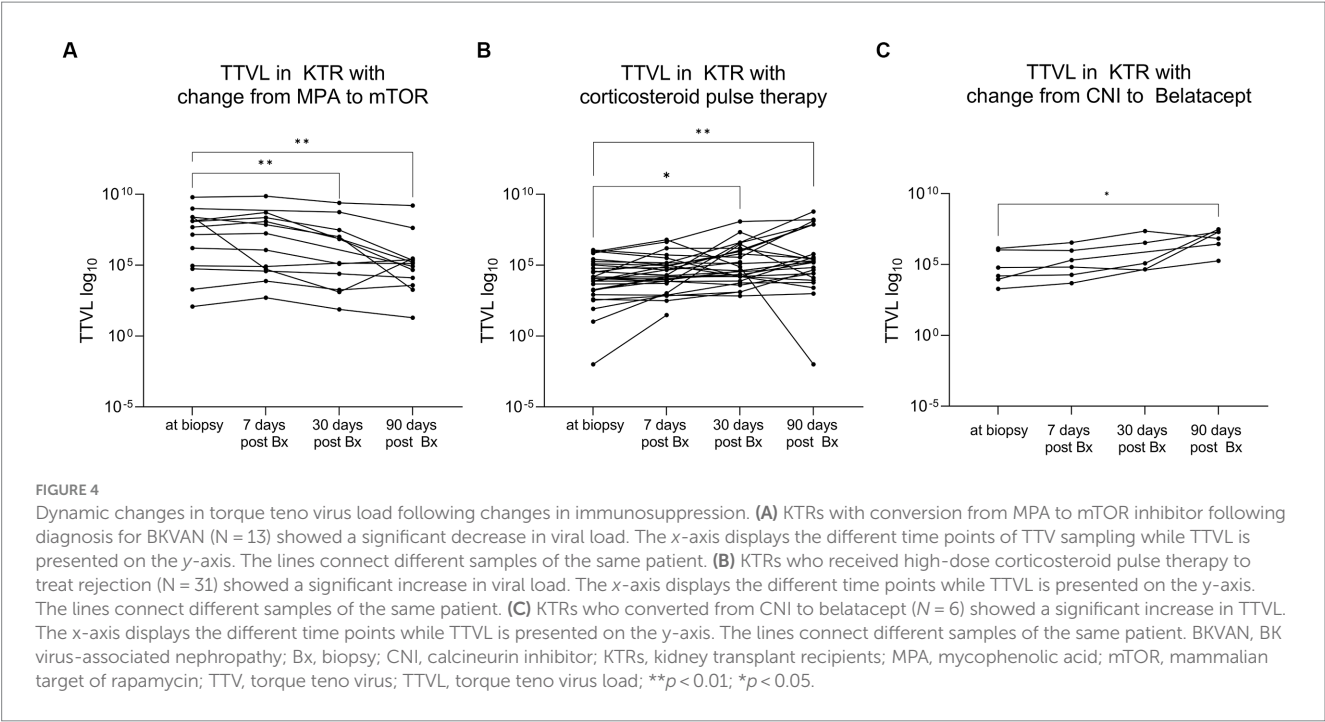 A
TTVL in KTR with
change from MPA to mTOR
**
**
10^10
10^5
10^0
10^-5
TTVL log10
at biopsy
7 days
post Bx
30 days
post Bx
90 days
post Bx
B
TTVL in KTR with
corticosteroid pulse therapy
**
*
10^10
10^5
10^0
10^-5
TTVL log10
at biopsy
7 days
post Bx
30 days
post Bx
90 days
post Bx
C
TTVL in KTR with
change from CNI to Belatacept
*
10^10
10^5
10^0
10^-5
TTVL log10
at biopsy
7 days
post Bx
30 days
post Bx
90 days
post Bx
FIGURE 4
Dynamic changes in torque teno virus load following changes in immunosuppression. (A) KTRs with conversion from MPA to mTOR inhibitor following
diagnosis for BKVAN (N = 13) showed a significant decrease in viral load. The x-axis displays the different time points of TTV sampling while TTVL is
presented on the y-axis. The lines connect different samples of the same patient. (B) KTRs who received high-dose corticosteroid pulse therapy to
treat rejection (N = 31) showed a significant increase in viral load. The x-axis displays the different time points while TTVL is presented on the y-axis.
The lines connect different samples of the same patient. (C) KTRs who converted from CNI to belatacept (N = 6) showed a significant increase in TTVL.
The x-axis displays the different time points while TTVL is presented on the y-axis. The lines connect different samples of the same patient. BKVAN, BK
virus-associated nephropathy; Bx, biopsy; CNI, calcineurin inhibitor; KTRs, kidney transplant recipients; MPA, mycophenolic acid; mTOR, mammalian
target of rapamycin; TTV, torque teno virus; TTVL, torque teno virus load; **p < 0.01; *p < 0.05.